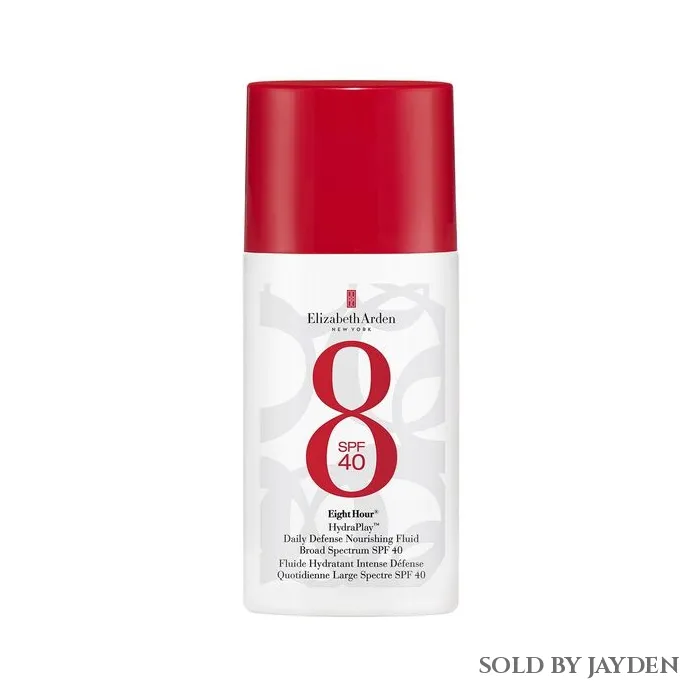 Elizabeth Arden
NEW YORK
8
SPF
40
Eight Hour®
HydraPlay™
Daily Defense Nourishing Fluid
Broad Spectrum SPF 40
Fluide Hydratant Intense Défense
Quotidienne Large Spectre SPF 40
SOLD BY JAYDEN